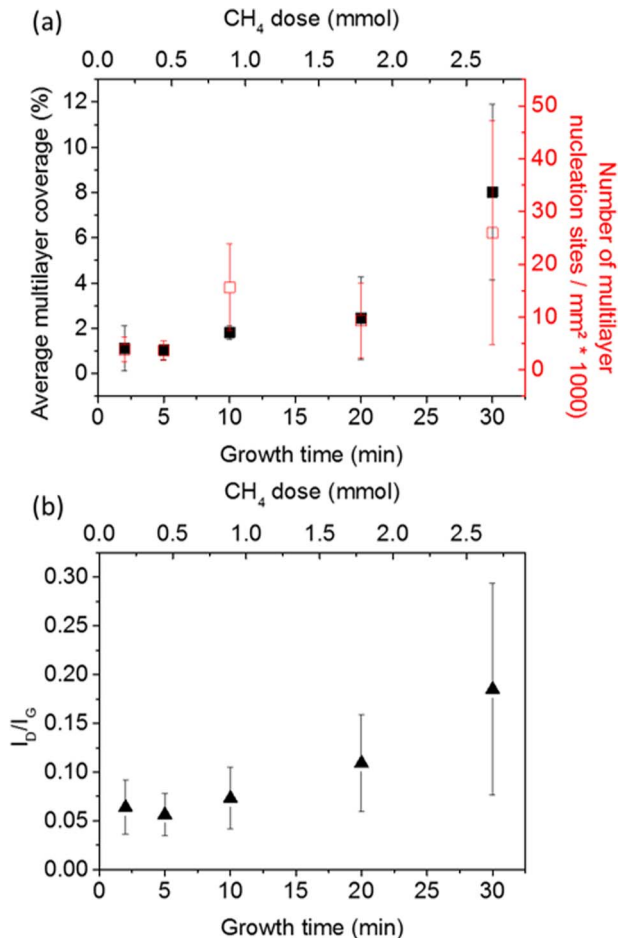 (a)
CH₄ dose (mmol)
0.0 0.5 1.0 1.5 2.0 2.5
Average multilayer coverage (%)
12
10
8
6
4
2
0
50
40
30
20
10
0
Number of multilayer
nucleation sites / mm² * 1000)
0 5 10 15 20 25 30
Growth time (min)
(b)
CH₄ dose (mmol)
0.0 0.5 1.0 1.5 2.0 2.5
I_D/I_G
0.30
0.25
0.20
0.15
0.10
0.05
0.00
0 5 10 15 20 25 30
Growth time (min)